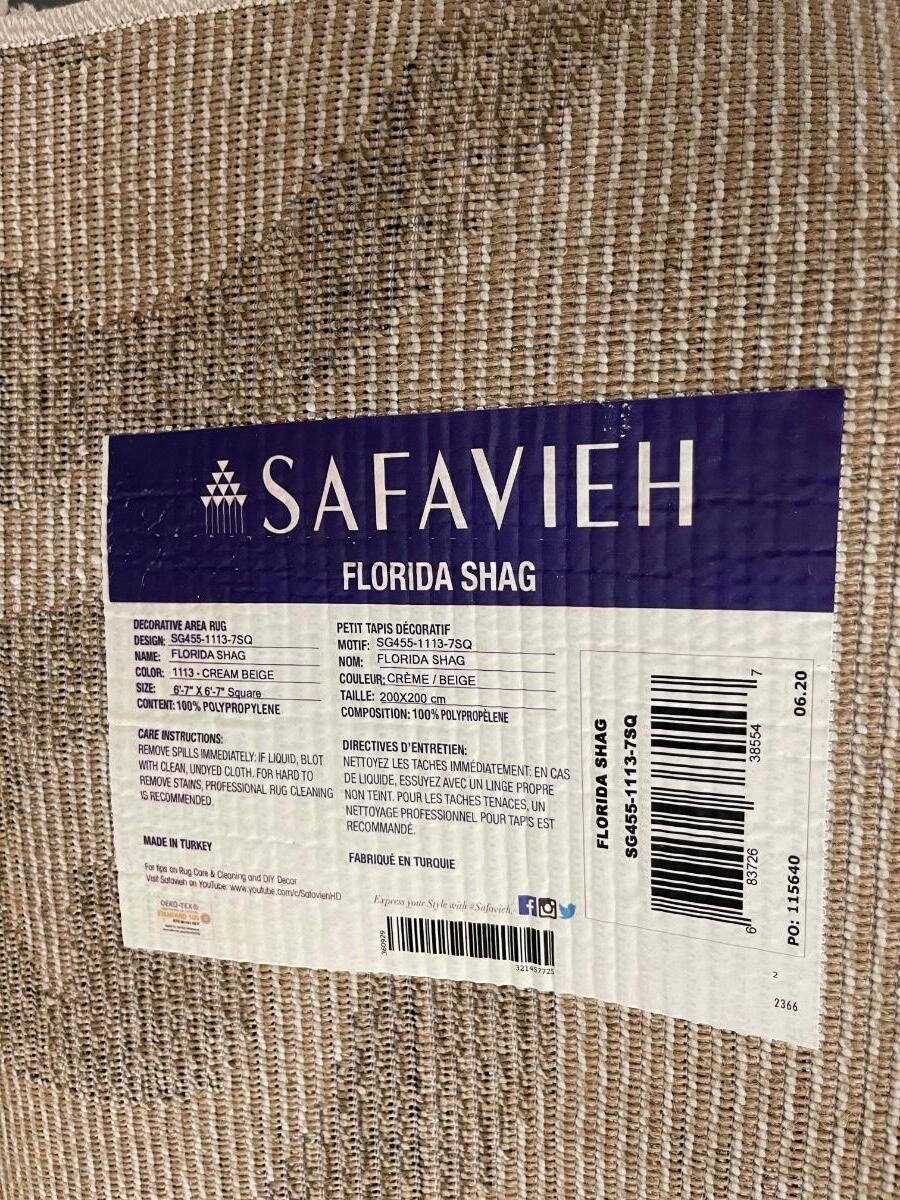 SAFAVIEH
FLORIDA SHAG
DECORATIVE AREA RUG
DESIGN: SG455-1113-7SQ
NAME: FLORIDA SHAG
COLOR: 1113 - CREAM BEIGE
SIZE: 6'-7" X 6'-7" Square
CONTENT: 100% POLYPROPYLENE
CARE INSTRUCTIONS:
REMOVE SPILLS IMMEDIATELY: IF LIQUID, BLOT
WITH CLEAN, UNDYED CLOTH. FOR HARD TO
REMOVE STAINS, PROFESSIONAL RUG CLEANING
IS RECOMMENDED.
MADE IN TURKEY
For tips on Rug Care & Cleaning and DIY Decor
Visit Safavieh on YouTube: www.youtube.com/c/SafaviehHD
OEKO-TEX®
STANDARD 100
PETIT TAPIS DÉCORATIF
MOTIF: SG455-1113-7SQ
NOM: FLORIDA SHAG
COULEUR: CRÈME / BEIGE
TAILLE: 200X200 cm
COMPOSITION: 100% POLYPROPÈLENE
DIRECTIVES D'ENTRETIEN:
NETTOYEZ LES TACHES IMMÉDIATEMENT: EN CAS
DE LIQUIDE, ESSUYEZ AVEC UN LINGE PROPRE
NON TEINT. POUR LES TACHES TENACES, UN
NETTOYAGE PROFESSIONNEL POUR TAPIS EST
RECOMMANDÉ.
FABRIQUÉ EN TURQUIE
Express your Style with #Safavieh.
360929
321457725
FLORIDA SHAG
SG455-1113-7SQ
6 83726 38554 7
PO: 115640 06.20
2
2366